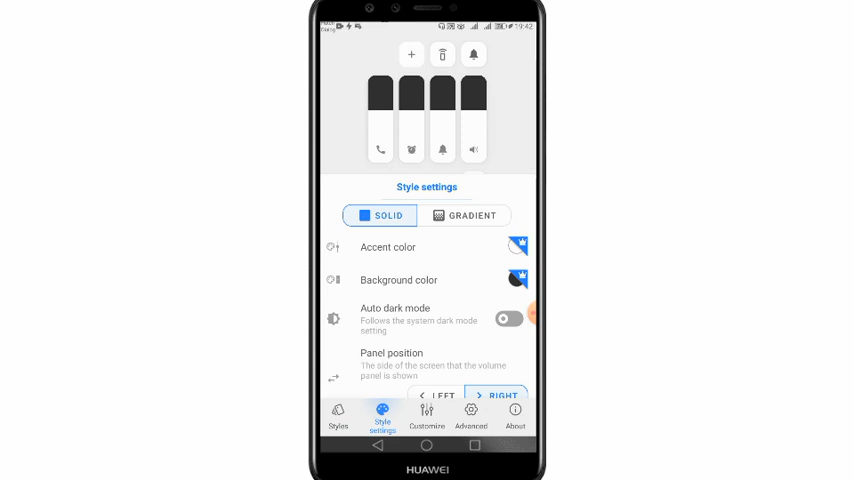 19:42
Style settings
SOLID
GRADIENT
Accent color
Background color
Auto dark mode
Follows the system dark mode
setting
Panel position
The side of the screen that the volume
panel is shown
LEFT
RIGHT
Styles
Style
settings
Customize
Advanced
About
HUAWEI